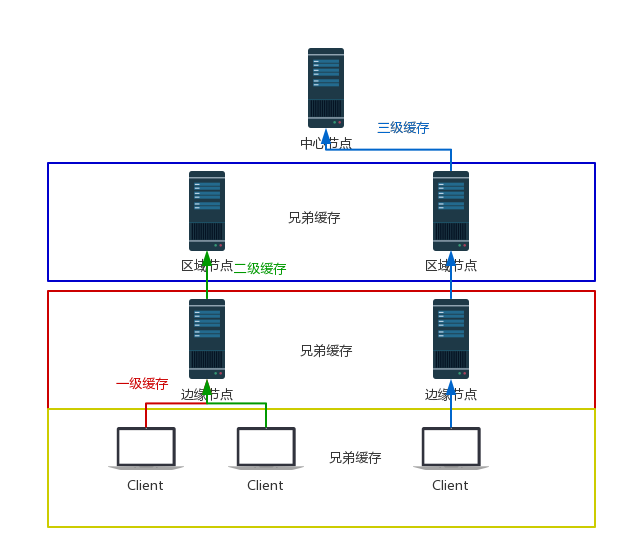 三级缓存
中心节点
兄弟缓存
区域节点
二级缓存
区域节点
兄弟缓存
一级缓存
边缘节点
边缘节点
兄弟缓存
Client
Client
Client